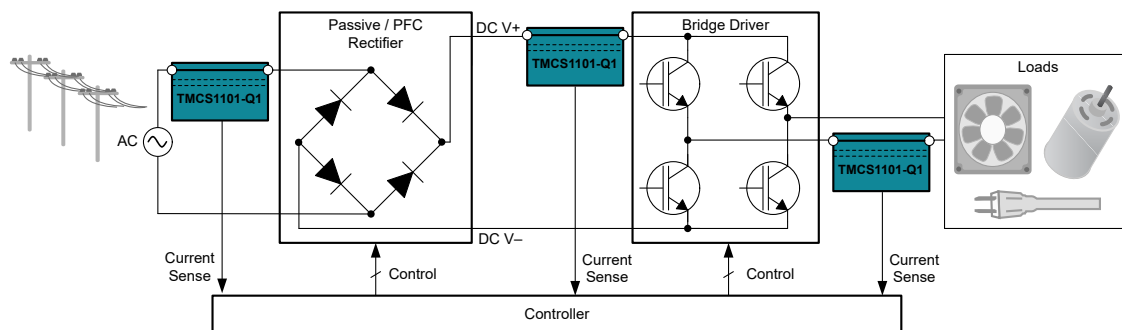 Passive / PFC
Rectifier
DC V+
Bridge Driver
Loads
TMCS1101-Q1
TMCS1101-Q1
AC
TMCS1101-Q1
DC V–
Current
Sense
Control
Current
Sense
Control
Current
Sense
Controller